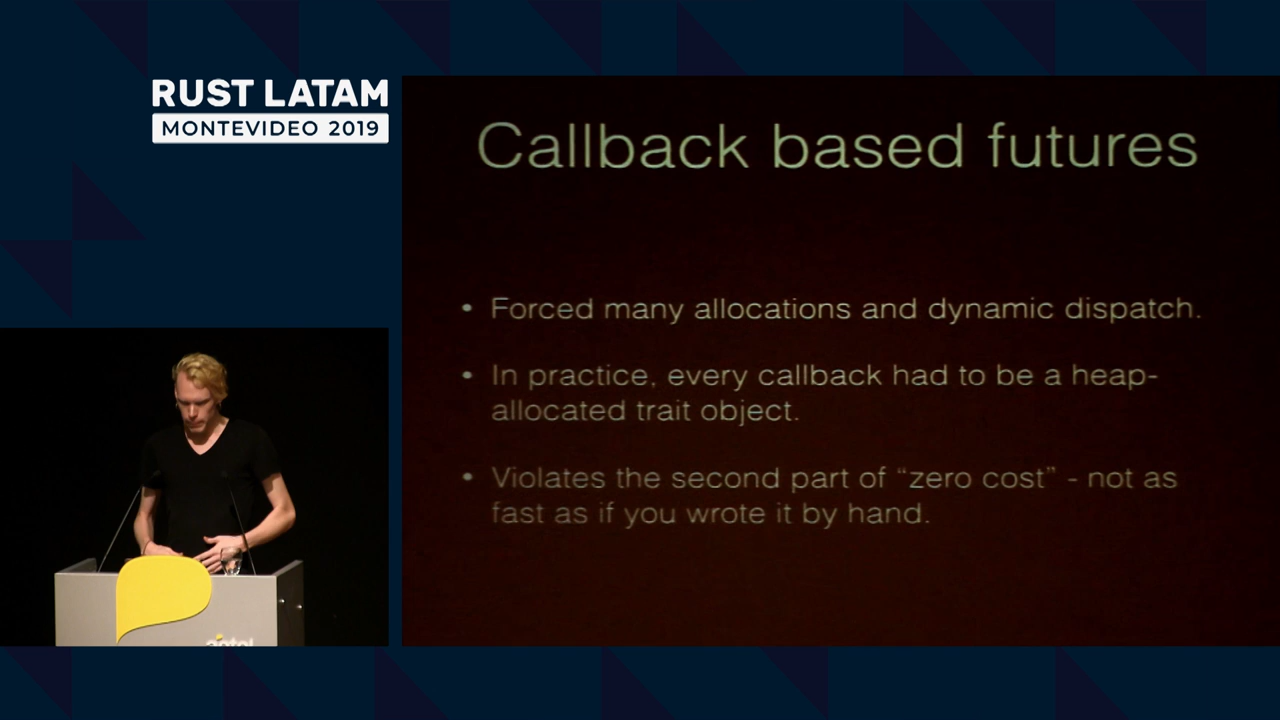 RUST LATAM
MONTEVIDEO 2019
Callback based futures
• Forced many allocations and dynamic dispatch.
• In practice, every callback had to be a heap-
allocated trait object.
• Violates the second part of “zero cost” - not as
fast as if you wrote it by hand.